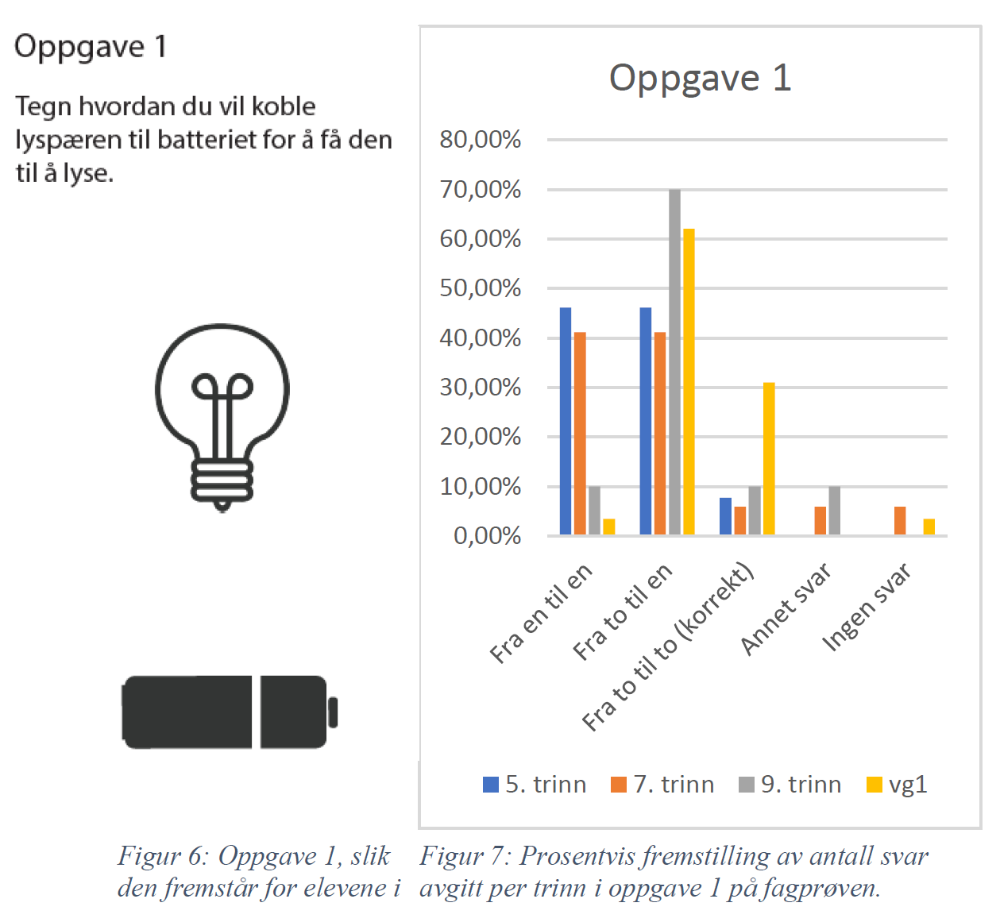 Oppgave 1
Tegn hvordan du vil koble
lyspæren til batteriet for å få den
til å lyse.
Oppgave 1
80,00%
70,00%
60,00%
50,00%
40,00%
30,00%
20,00%
10,00%
0,00%
Fra en til en
Fra to til en
Fra to til to (korrekt)
Annet svar
Ingen svar
5. trinn
7. trinn
9. trinn
vg1
Figur 6: Oppgave 1, slik
den fremstår for elevene i
Figur 7: Prosentvis fremstilling av antall svar
avgitt per trinn i oppgave 1 på fagprøven.